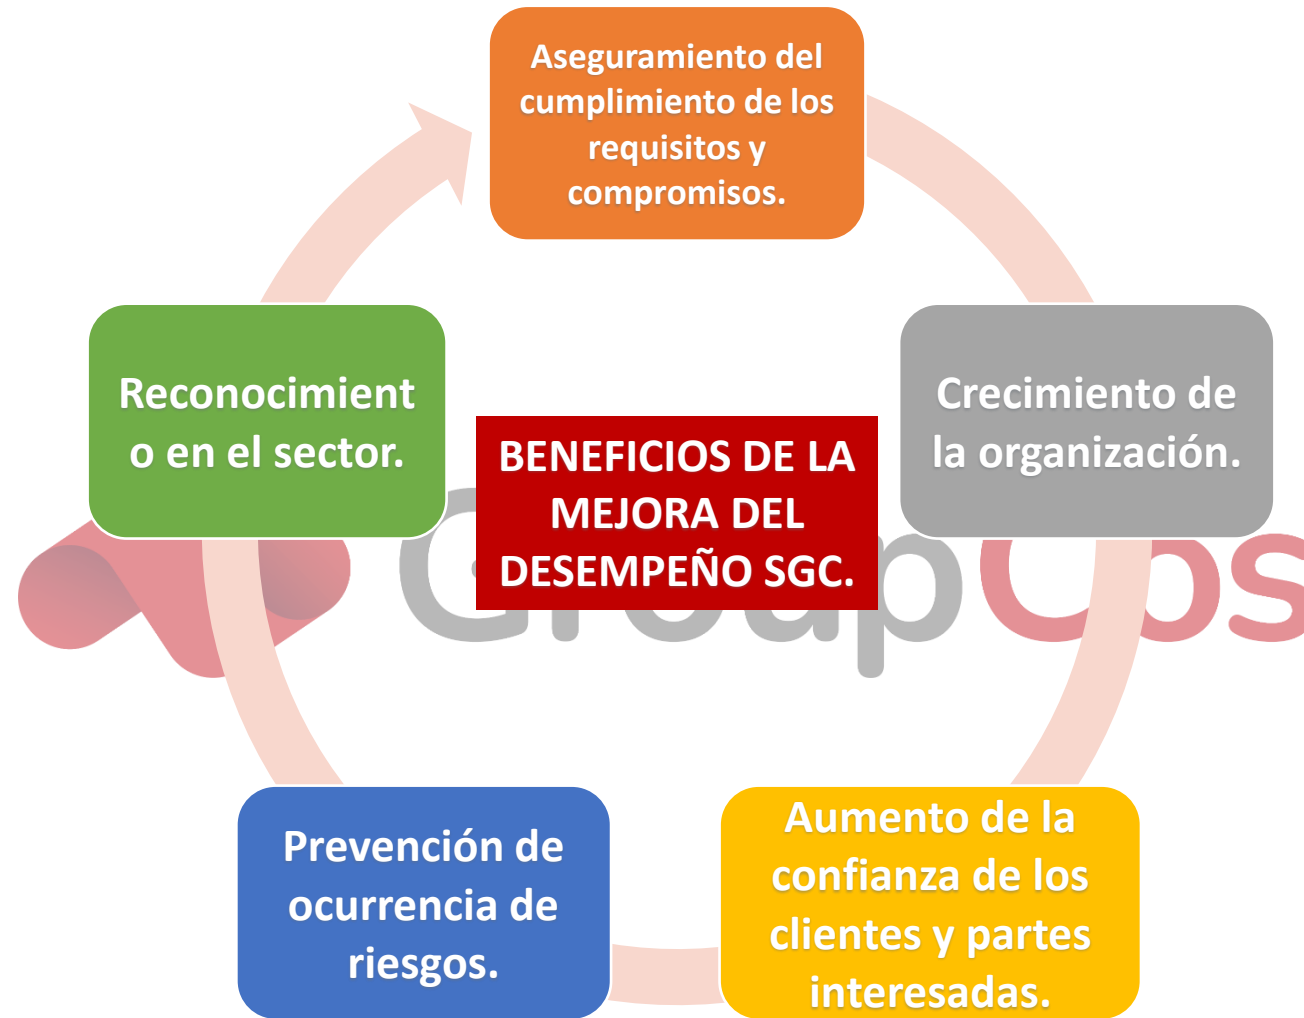 Aseguramiento del
cumplimiento de los
requisitos y
compromisos.
Crecimiento de
la organización.
Aumento de la
confianza de los
clientes y partes
interesadas.
Prevención de
ocurrencia de
riesgos.
Reconocimient
o en el sector.
BENEFICIOS DE LA
MEJORA DEL
DESEMPEÑO SGC.
GroupCos